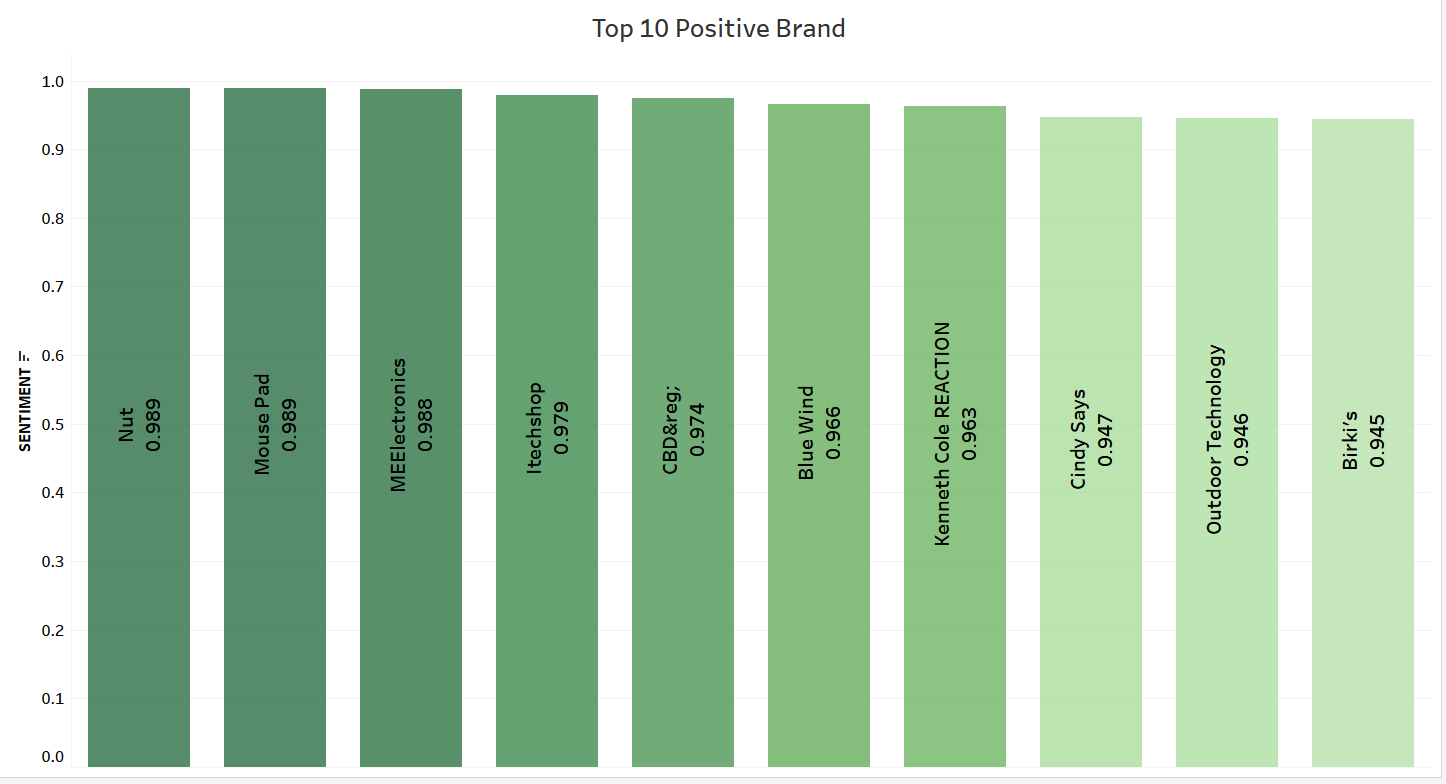 Top 10 Positive Brand
SENTIMENT
1.0
0.9
0.8
0.7
0.6
0.5
0.4
0.3
0.2
0.1
0.0
Nut
0.989
Mouse Pad
0.989
MEElectronics
0.988
Itechshop
0.979
CBD&reg;
0.974
Blue Wind
0.966
Kenneth Cole REACTION
0.963
Cindy Says
0.947
Outdoor Technology
0.946
Birki's
0.945